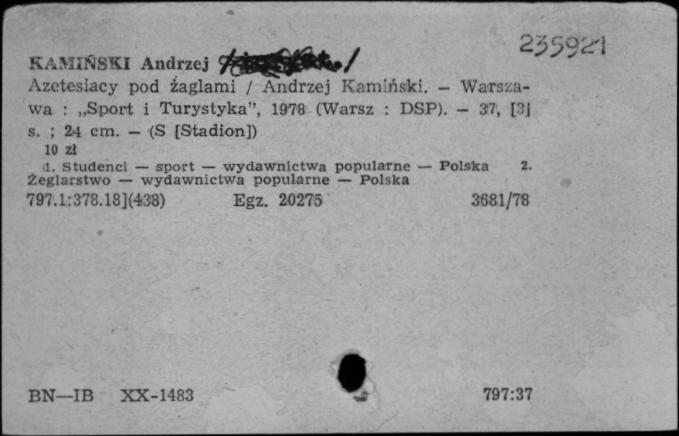 235921
KAMIŃSKI Andrzej
Azetesiacy pod żaglami / Andrzej Kamiński. — Warsza-
wa : „Sport i Turystyka”, 1978 (Warsz : DSP). — 37, [3]
s. ; 24 cm. — (S [Stadion])
10 zł
1. Studenci — sport — wydawnictwa popularne — Polska 2.
Żeglarstwo — wydawnictwa popularne — Polska
797.1:378.18](438) Egz. 20275 3681/78
BN—IB XX-1483 797:37